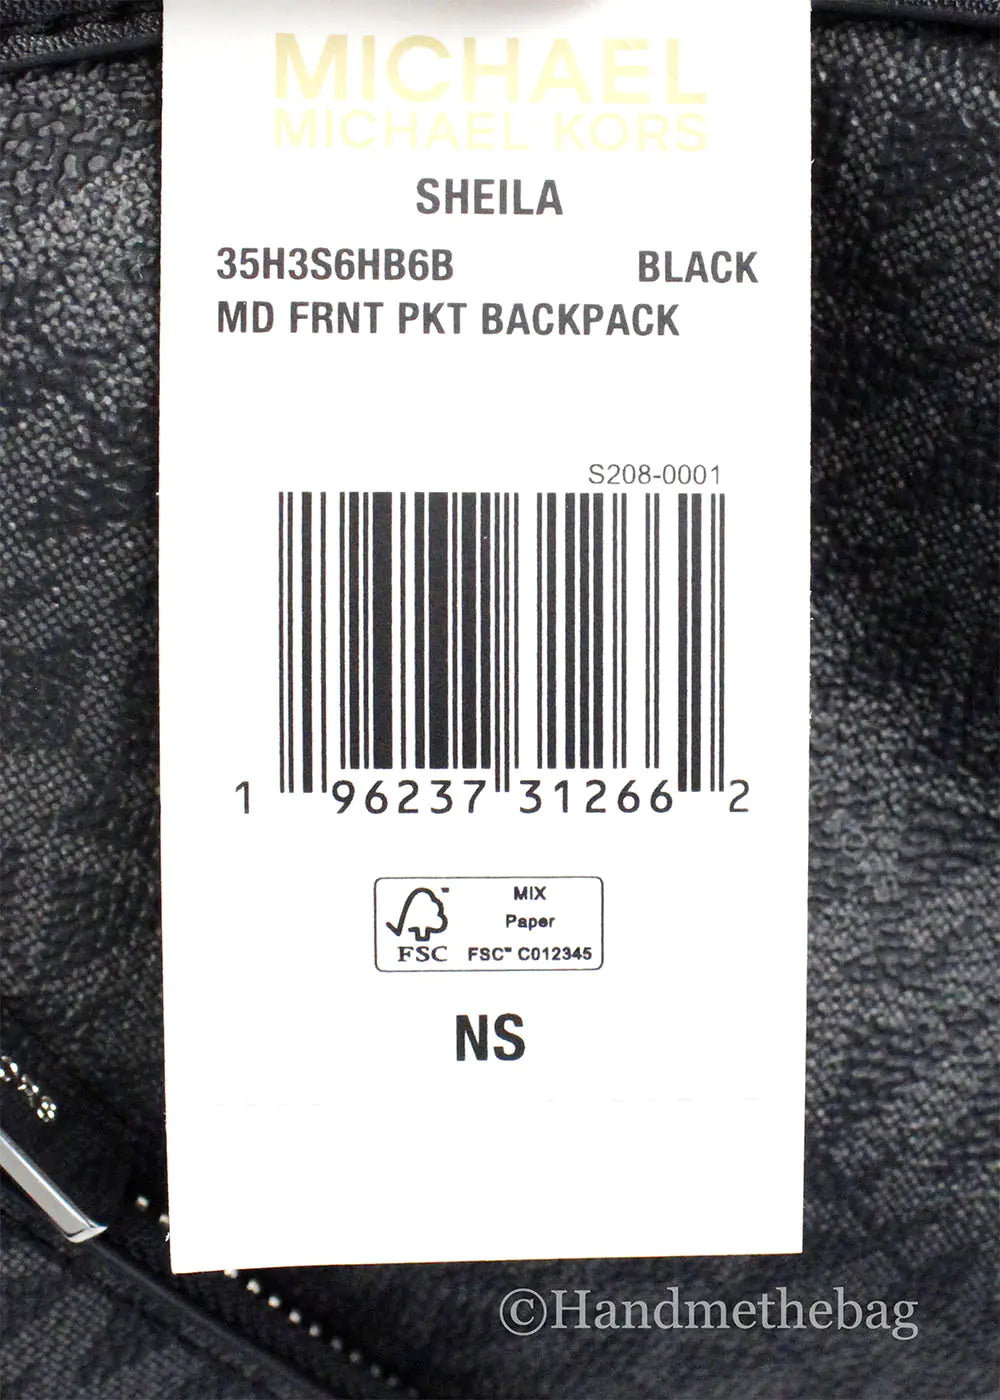 MICHAEL
MICHAEL KORS
SHEILA
35H3S6HB6B BLACK
MD FRNT PKT BACKPACK
S208-0001
1 96237 31266 2
MIX
Paper
FSC FSC™ C012345
NS
©Handmethebag